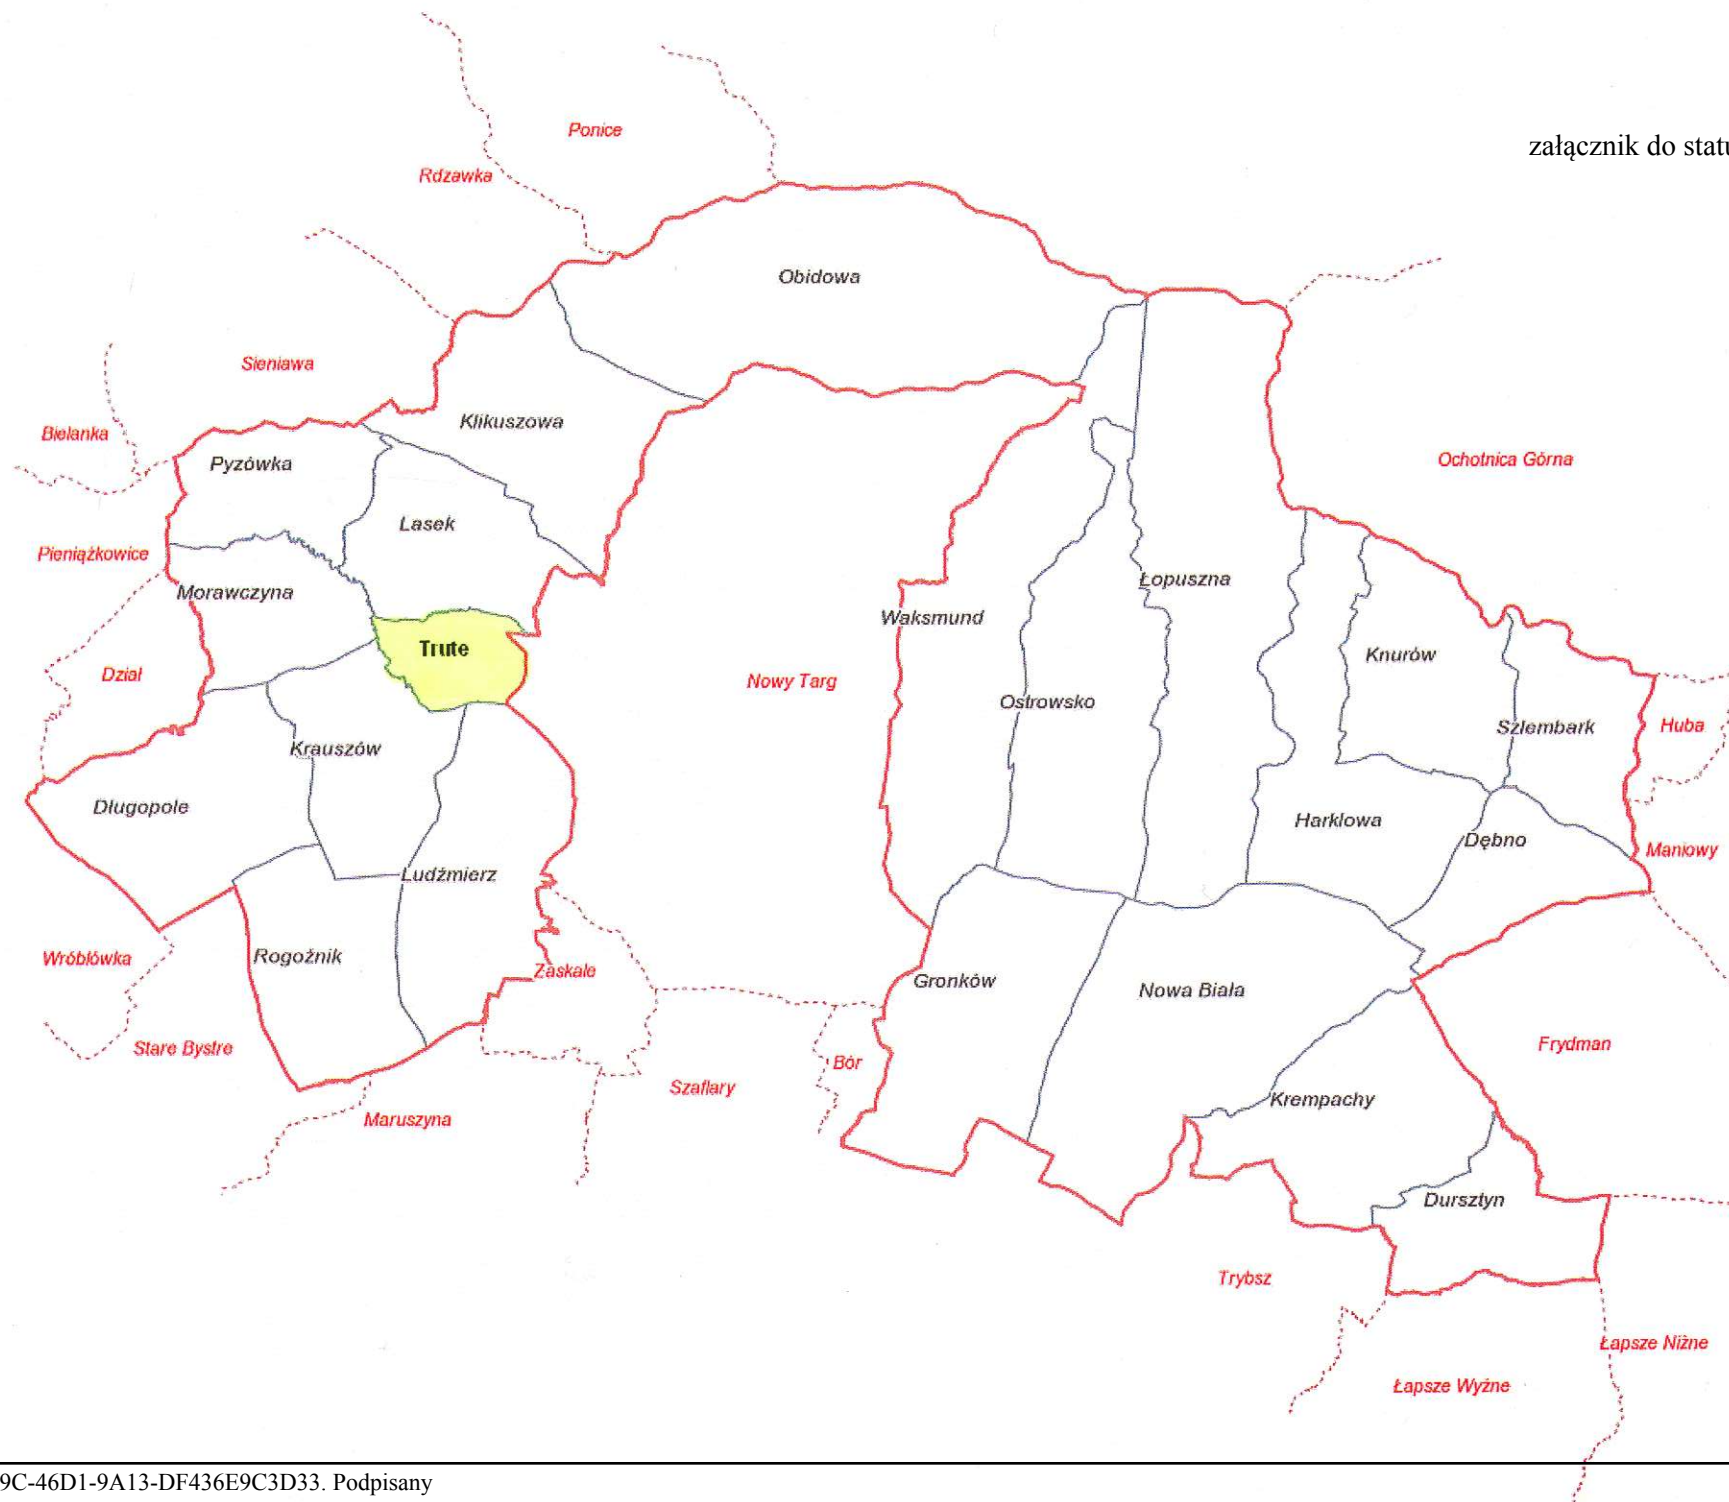 Ponice
załącznik do statu
Rdzawka
Obidowa
Sieniawa
Klikuszowa
Bielanka
Pyzówka
Ochotnica Górna
Lasek
Pieniążkowice
Morawczyna
Łopuszna
Waksmund
Trute
Knurów
Dział
Nowy Targ
Ostrowsko
Szlembark
Huba
Krauszów
Długopole
Harklowa
Dębno
Maniowy
Ludźmierz
Wróblówka
Rogoźnik
Zaskale
Gronków
Nowa Biała
Stare Bystre
Frydman
Bór
Szaflary
Krempachy
Maruszyna
Dursztyn
Trybsz
Łapsze Niżne
Łapsze Wyżne
9C-46D1-9A13-DF436E9C3D33. Podpisany